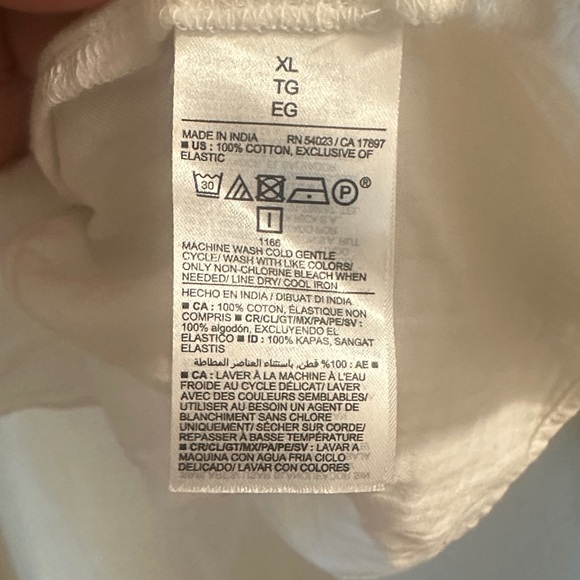 XL
TG
EG
MADE IN INDIA RN 54023 / CA 17897
■ US : 100% COTTON, EXCLUSIVE OF
ELASTIC
30 P ®
I
1166
MACHINE WASH COLD GENTLE
CYCLE/ WASH WITH LIKE COLORS/
ONLY NON-CHLORINE BLEACH WHEN
NEEDED/ LINE DRY/ COOL IRON
HECHO EN INDIA / DIBUAT DI INDIA
■ CA : 100% COTON, ÉLASTIQUE NON
COMPRIS ■ CR/CL/GT/MX/PA/PE/SV :
100% algodón, EXCLUYENDO EL
ELASTICO ■ ID : 100% KAPAS, SANGAT
ELASTIS
■ AE : 100% قطن, باستثناء العناصر المطاطة
■ CA : LAVER À LA MACHINE À L'EAU
FROIDE AU CYCLE DÉLICAT/ LAVER
AVEC DES COULEURS SEMBLABLES/
UTILISER AU BESOIN UN AGENT DE
BLANCHIMENT SANS CHLORE
UNIQUEMENT/ SÉCHER SUR CORDE/
REPASSER À BASSE TEMPÉRATURE
■ CR/CL/GT/MX/PA/PE/SV : LAVAR A
MAQUINA CON AGUA FRIA CICLO
DELICADO/ LAVAR CON COLORES